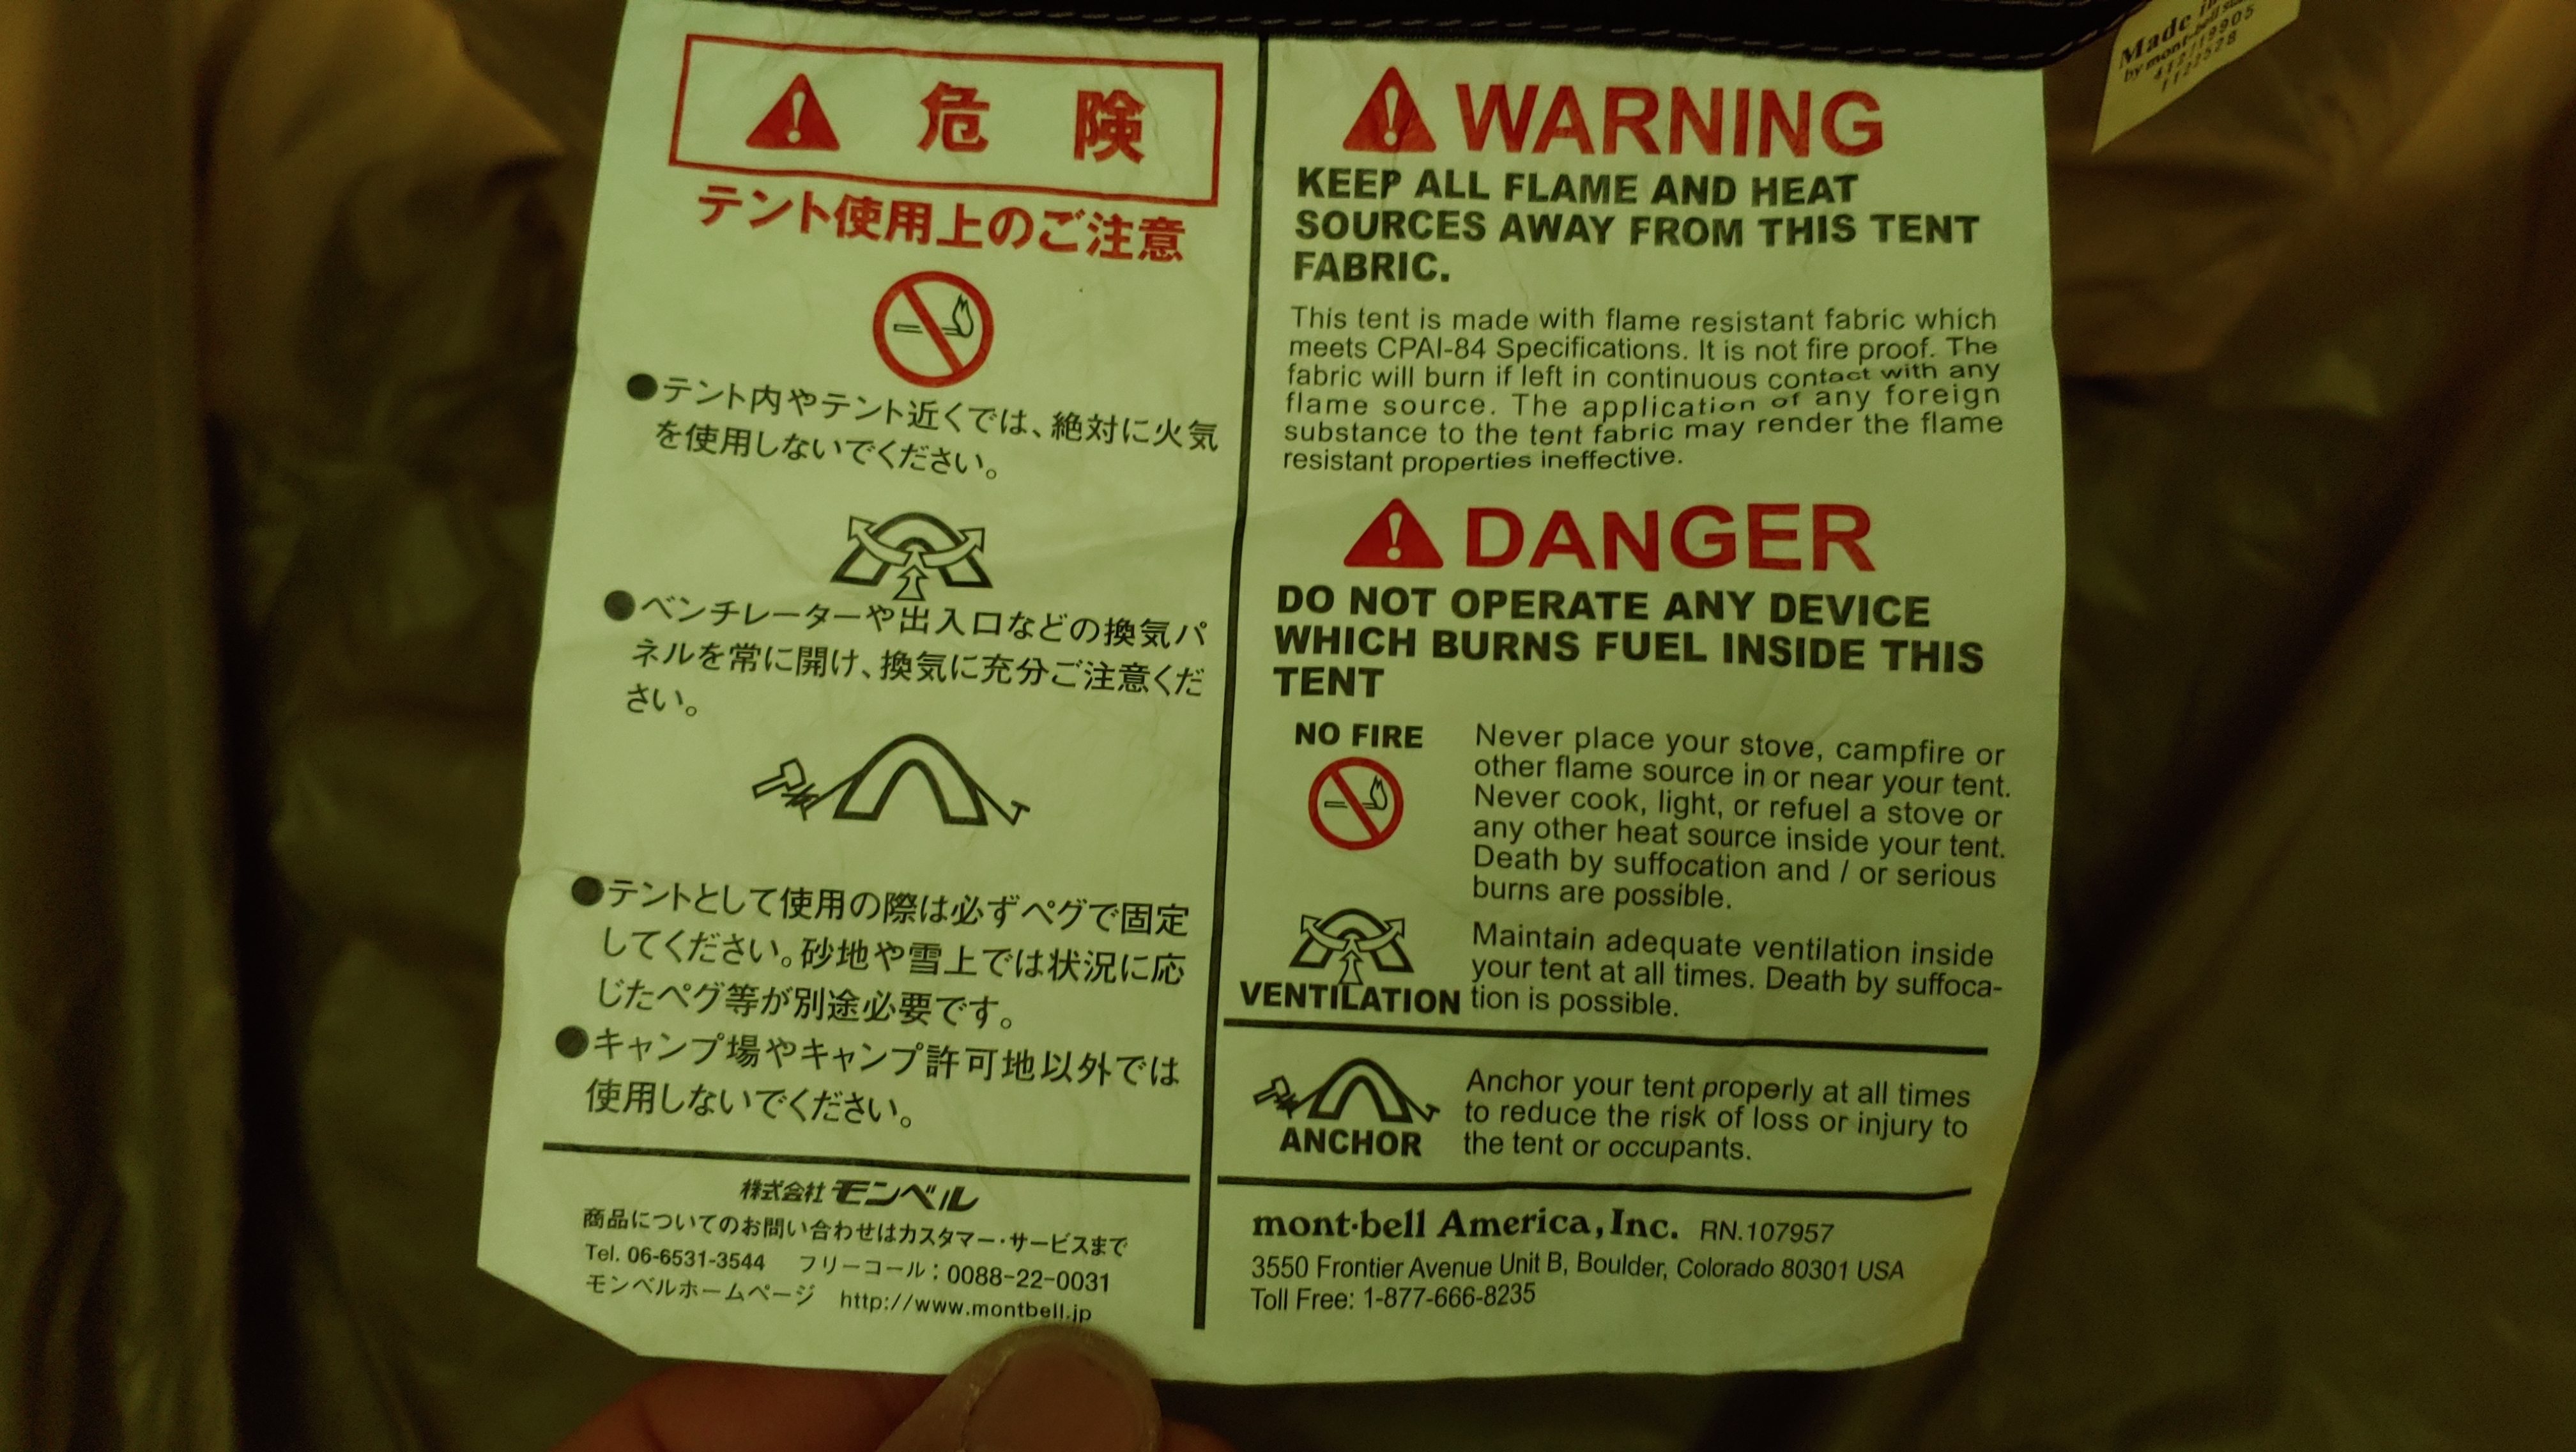 危 険
テント使用上のご注意
●テント内やテント近くでは、絶対に火気
を使用しないでください。
●ベンチレーターや出入口などの換気パ
ネルを常に開け、換気に充分ご注意くだ
さい。
●テントとして使用の際は必ずペグで固定
してください。砂地や雪上では状況に応
じたペグ等が別途必要です。
●キャンプ場やキャンプ許可地以外では
使用しないでください。
株式会社 モンベル
商品についてのお問い合わせはカスタマー・サービスまで
Tel. 06-6531-3544 フリーコール：0088-22-0031
モンベルホームページ http://www.montbell.jp
WARNING
KEEP ALL FLAME AND HEAT
SOURCES AWAY FROM THIS TENT
FABRIC.
This tent is made with flame resistant fabric which
meets CPAI-84 Specifications. It is not fire proof. The
fabric will burn if left in continuous contact with any
flame source. The application of any foreign
substance to the tent fabric may render the flame
resistant properties ineffective.
DANGER
DO NOT OPERATE ANY DEVICE
WHICH BURNS FUEL INSIDE THIS
TENT
NO FIRE
Never place your stove, campfire or
other flame source in or near your tent.
Never cook, light, or refuel a stove or
any other heat source inside your tent.
Death by suffocation and / or serious
burns are possible.
VENTILATION
Maintain adequate ventilation inside
your tent at all times. Death by suffoca-
tion is possible.
ANCHOR
Anchor your tent properly at all times
to reduce the risk of loss or injury to
the tent or occupants.
mont·bell America, Inc. RN.107957
3550 Frontier Avenue Unit B, Boulder, Colorado 80301 USA
Toll Free: 1-877-666-8235
Made in
by mont-bell
1122528